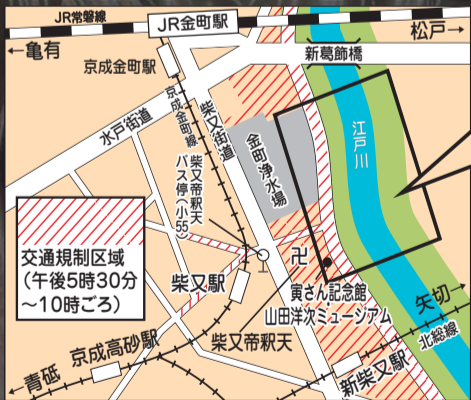 JR常磐線
JR金町駅
松戸→
←亀有
新葛飾橋
京成金町駅
京成金町線
柴又街道
水戸街道
江戸川
金町浄水場
柴又帝釈天
バス停(小55)
交通規制区域
(午後5時30分
～10時ごろ)
卍
柴又駅
寅さん記念館
山田洋次ミュージアム
矢切→
柴又帝釈天
北総線
京成高砂駅
新柴又駅
←青砥